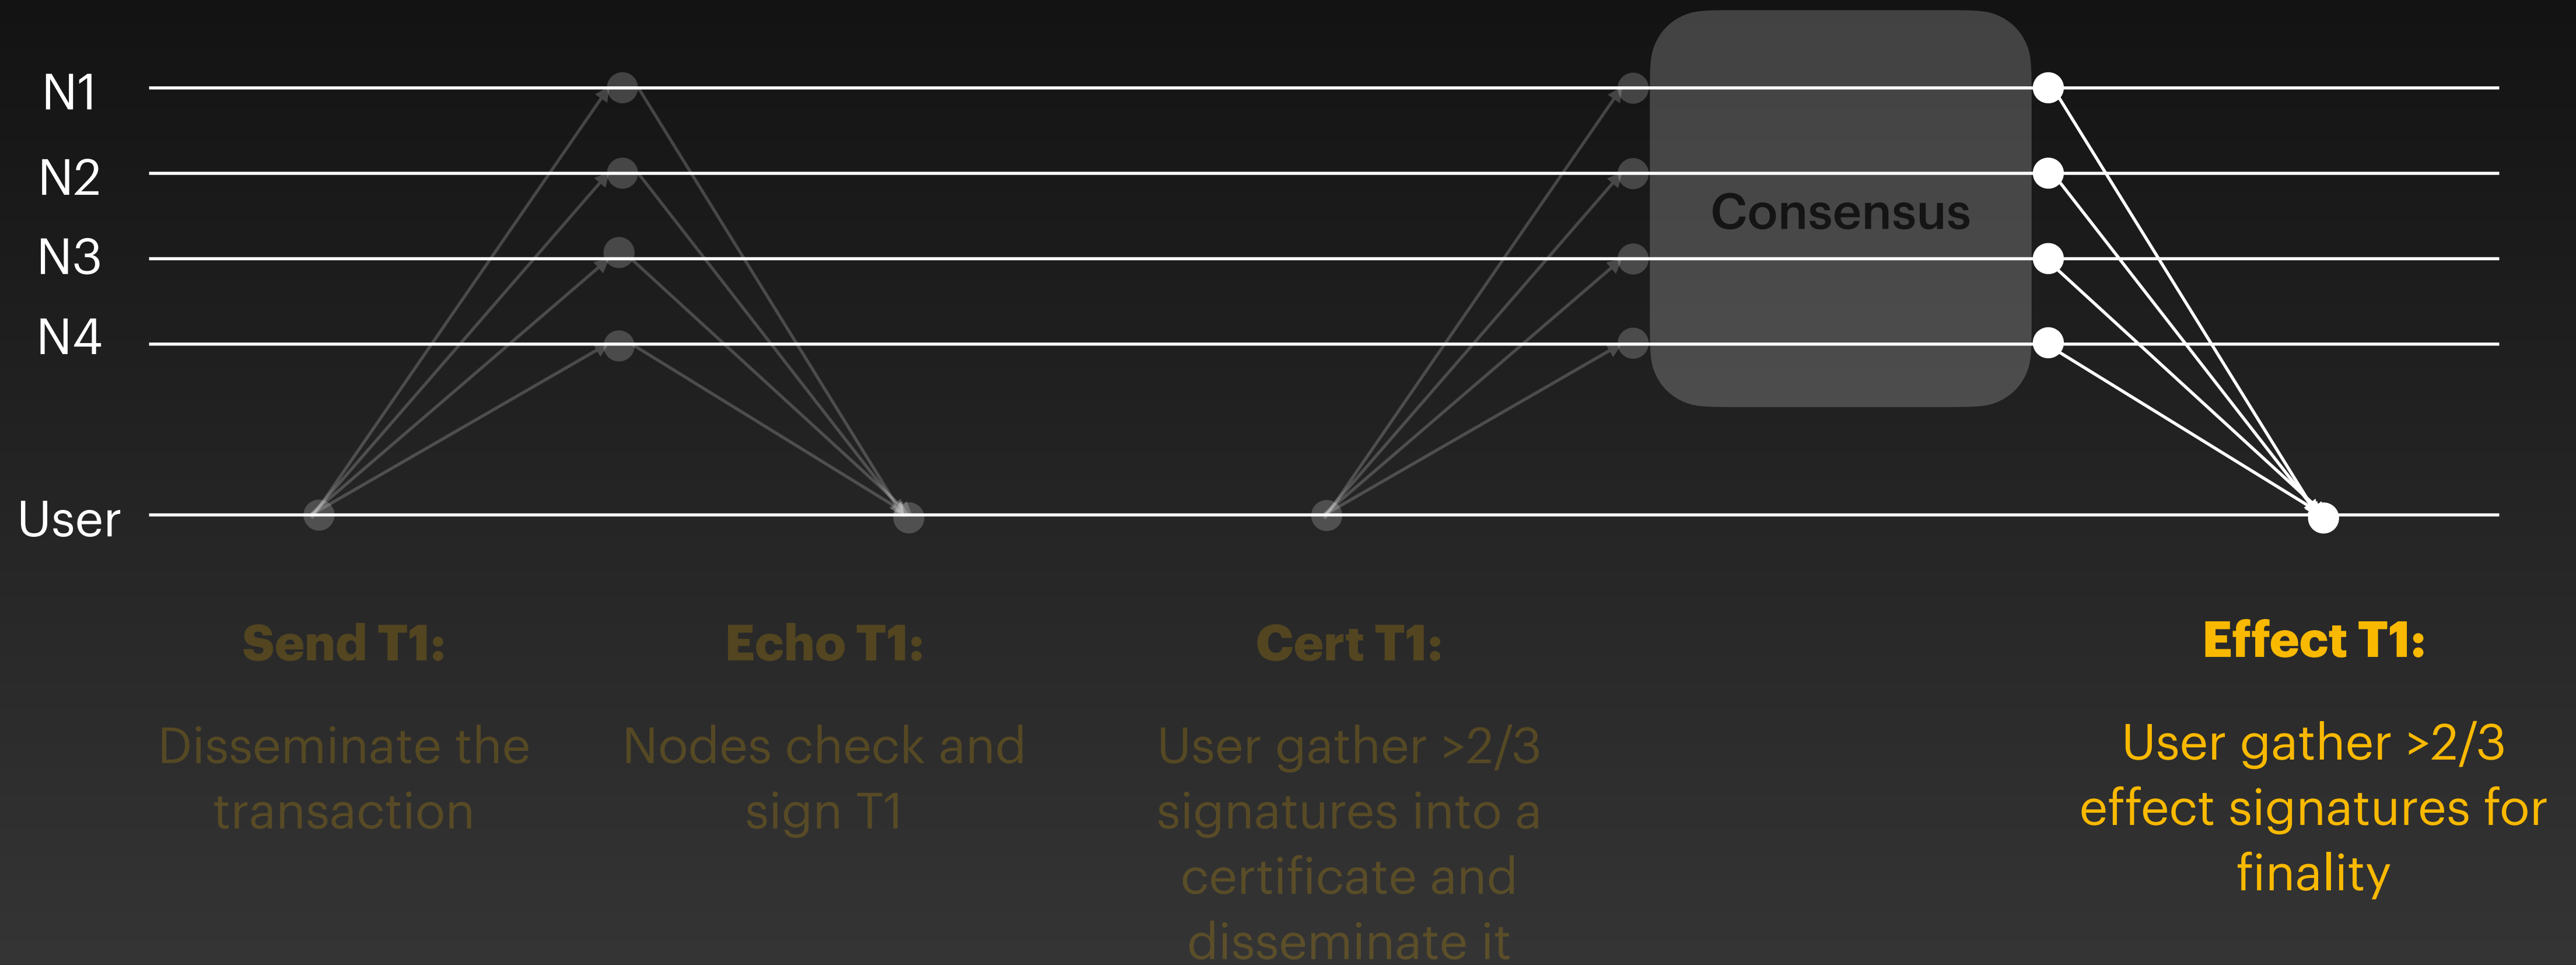 N1
N2
N3
N4
User
Consensus
Send T1:
Disseminate the
transaction
Echo T1:
Nodes check and
sign T1
Cert T1:
User gather >2/3
signatures into a
certificate and
disseminate it
Effect T1:
User gather >2/3
effect signatures for
finality